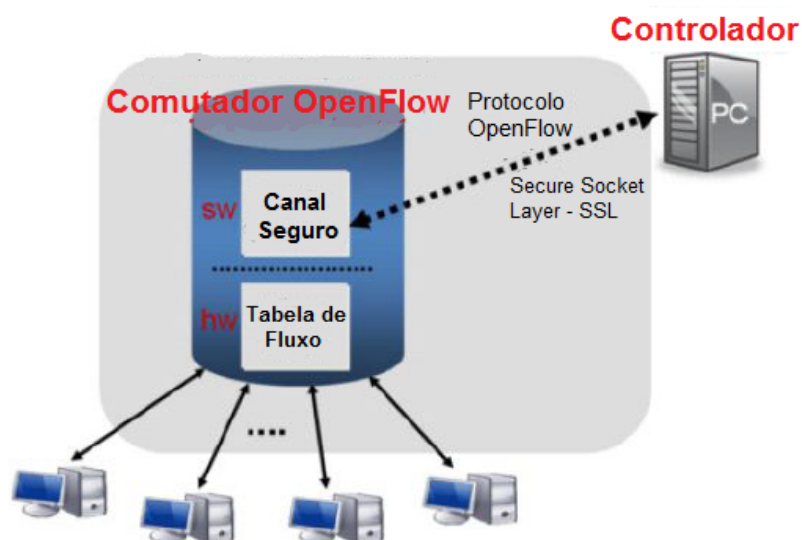 Controlador
PC
Comutador OpenFlow
Protocolo
OpenFlow
Secure Socket
Layer - SSL
sw
Canal
Seguro
hw
Tabela de
Fluxo